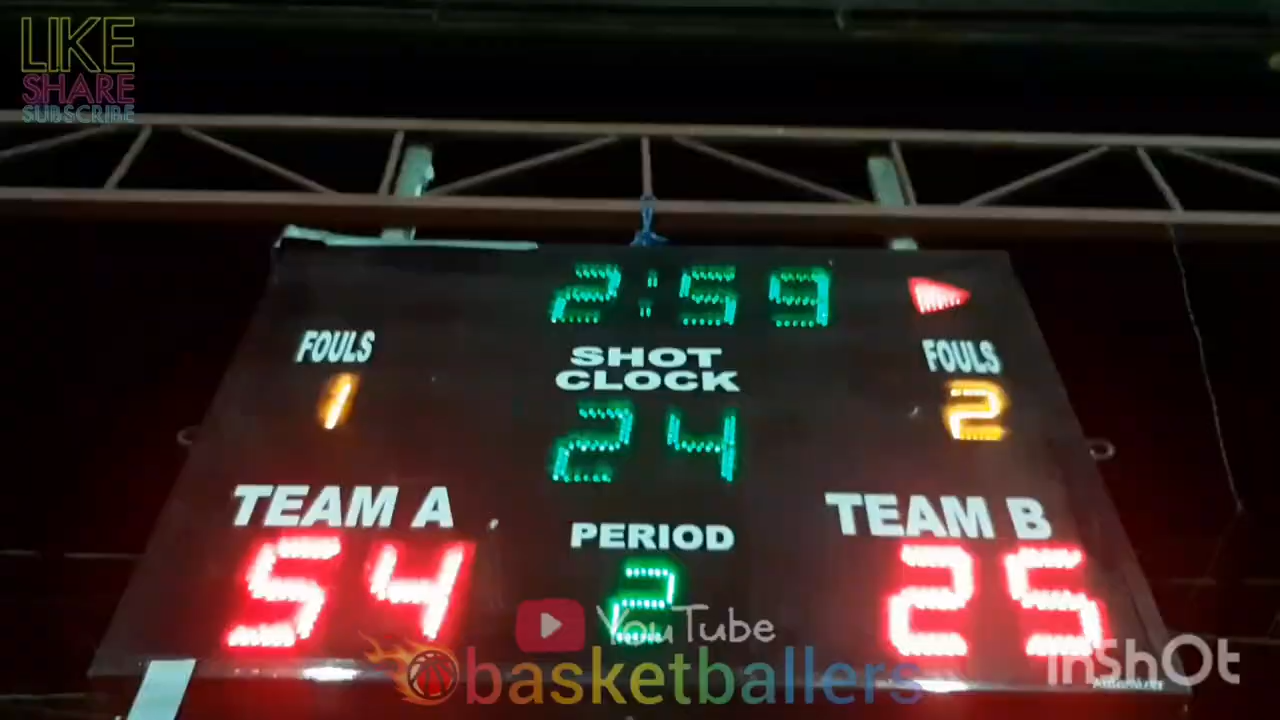 LIKE
SHARE
SUBSCRIBE
2:59
FOULS
SHOT
CLOCK
FOULS
1
24
2
TEAM A
PERIOD
TEAM B
54
2
25
YouTube
basketballers
InShOt